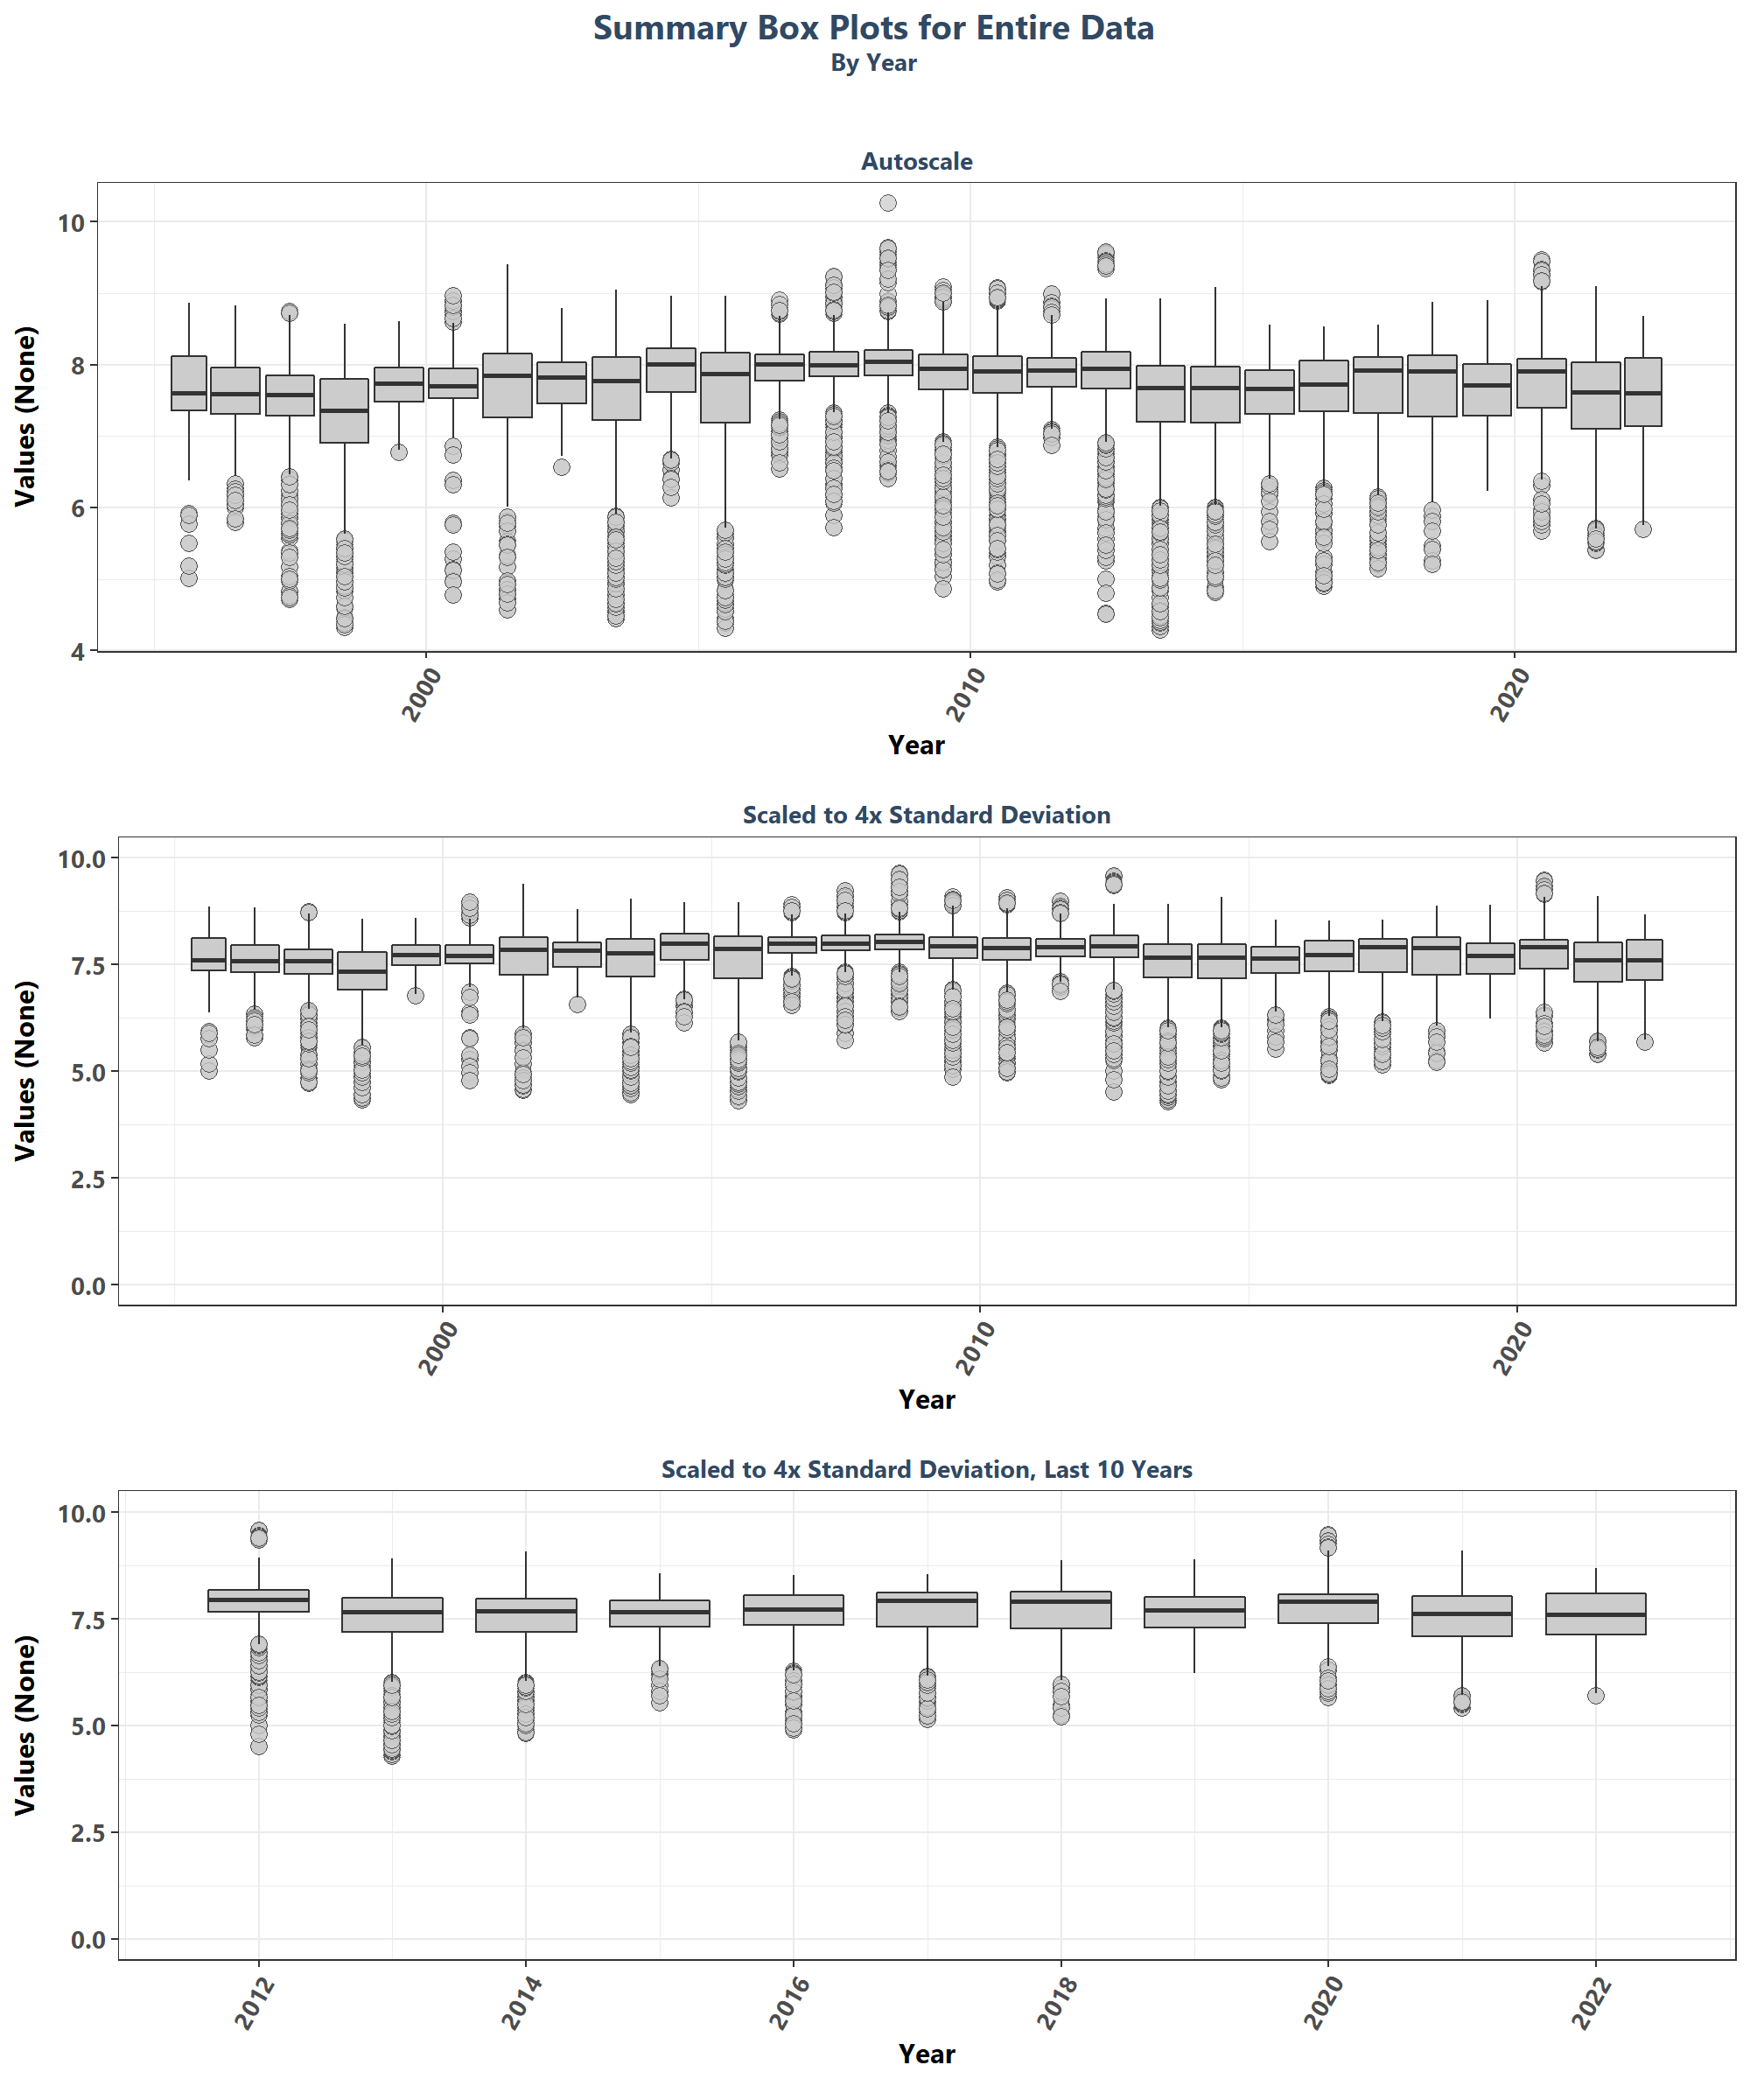 Summary Box Plots for Entire Data
By Year
Autoscale
Values (None)
10
8
6
4
2000
2010
2020
Year
Scaled to 4x Standard Deviation
Values (None)
10.0
7.5
5.0
2.5
0.0
2000
2010
2020
Year
Scaled to 4x Standard Deviation, Last 10 Years
Values (None)
10.0
7.5
5.0
2.5
0.0
2012
2014
2016
2018
2020
2022
Year